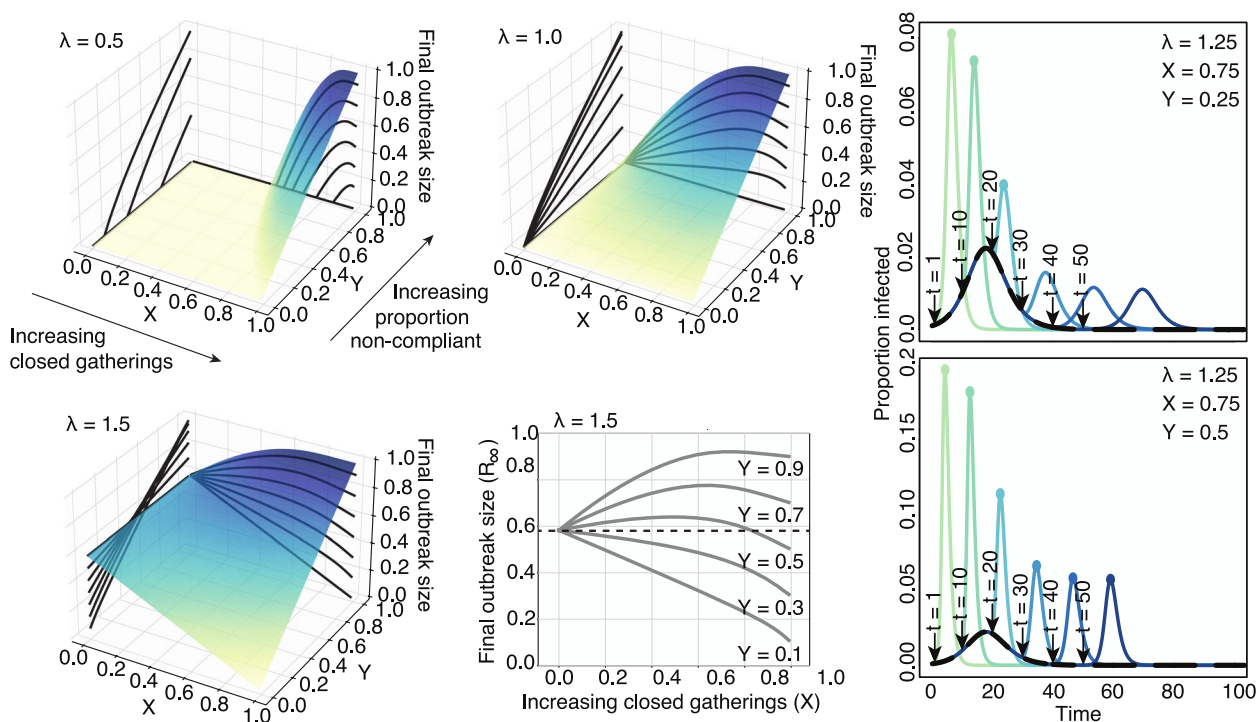 λ = 0.5
Final outbreak size
1.0
0.8
0.6
0.4
0.2
0.0
0.0
0.2
0.4
0.6
0.8
1.0
X
0.0
0.2
0.4
0.6
0.8
1.0
Y
Increasing
closed gatherings
Increasing
proportion
non-compliant
λ = 1.0
Final outbreak size
1.0
0.8
0.6
0.4
0.2
0.0
0.0
0.2
0.4
0.6
0.8
1.0
X
0.0
0.2
0.4
0.6
0.8
1.0
Y
λ = 1.5
Final outbreak size
1.0
0.8
0.6
0.4
0.2
0.0
0.0
0.2
0.4
0.6
0.8
1.0
X
0.0
0.2
0.4
0.6
0.8
1.0
Y
λ = 1.5
Final outbreak size (R∞)
1.0
0.8
0.6
0.4
0.2
0.0
Y = 0.9
Y = 0.7
Y = 0.5
Y = 0.3
Y = 0.1
0.0 0.2 0.4 0.6 0.8 1.0
Increasing closed gatherings (X)
Proportion infected
0.08
0.06
0.04
0.02
0.0
λ = 1.25
X = 0.75
Y = 0.25
t = 1
t = 10
t = 20
t = 30
t = 40
t = 50
0.2
0.15
0.10
0.05
0.00
λ = 1.25
X = 0.75
Y = 0.5
t = 1
t = 10
t = 20
t = 30
t = 40
t = 50
0 20 40 60 80 100
Time